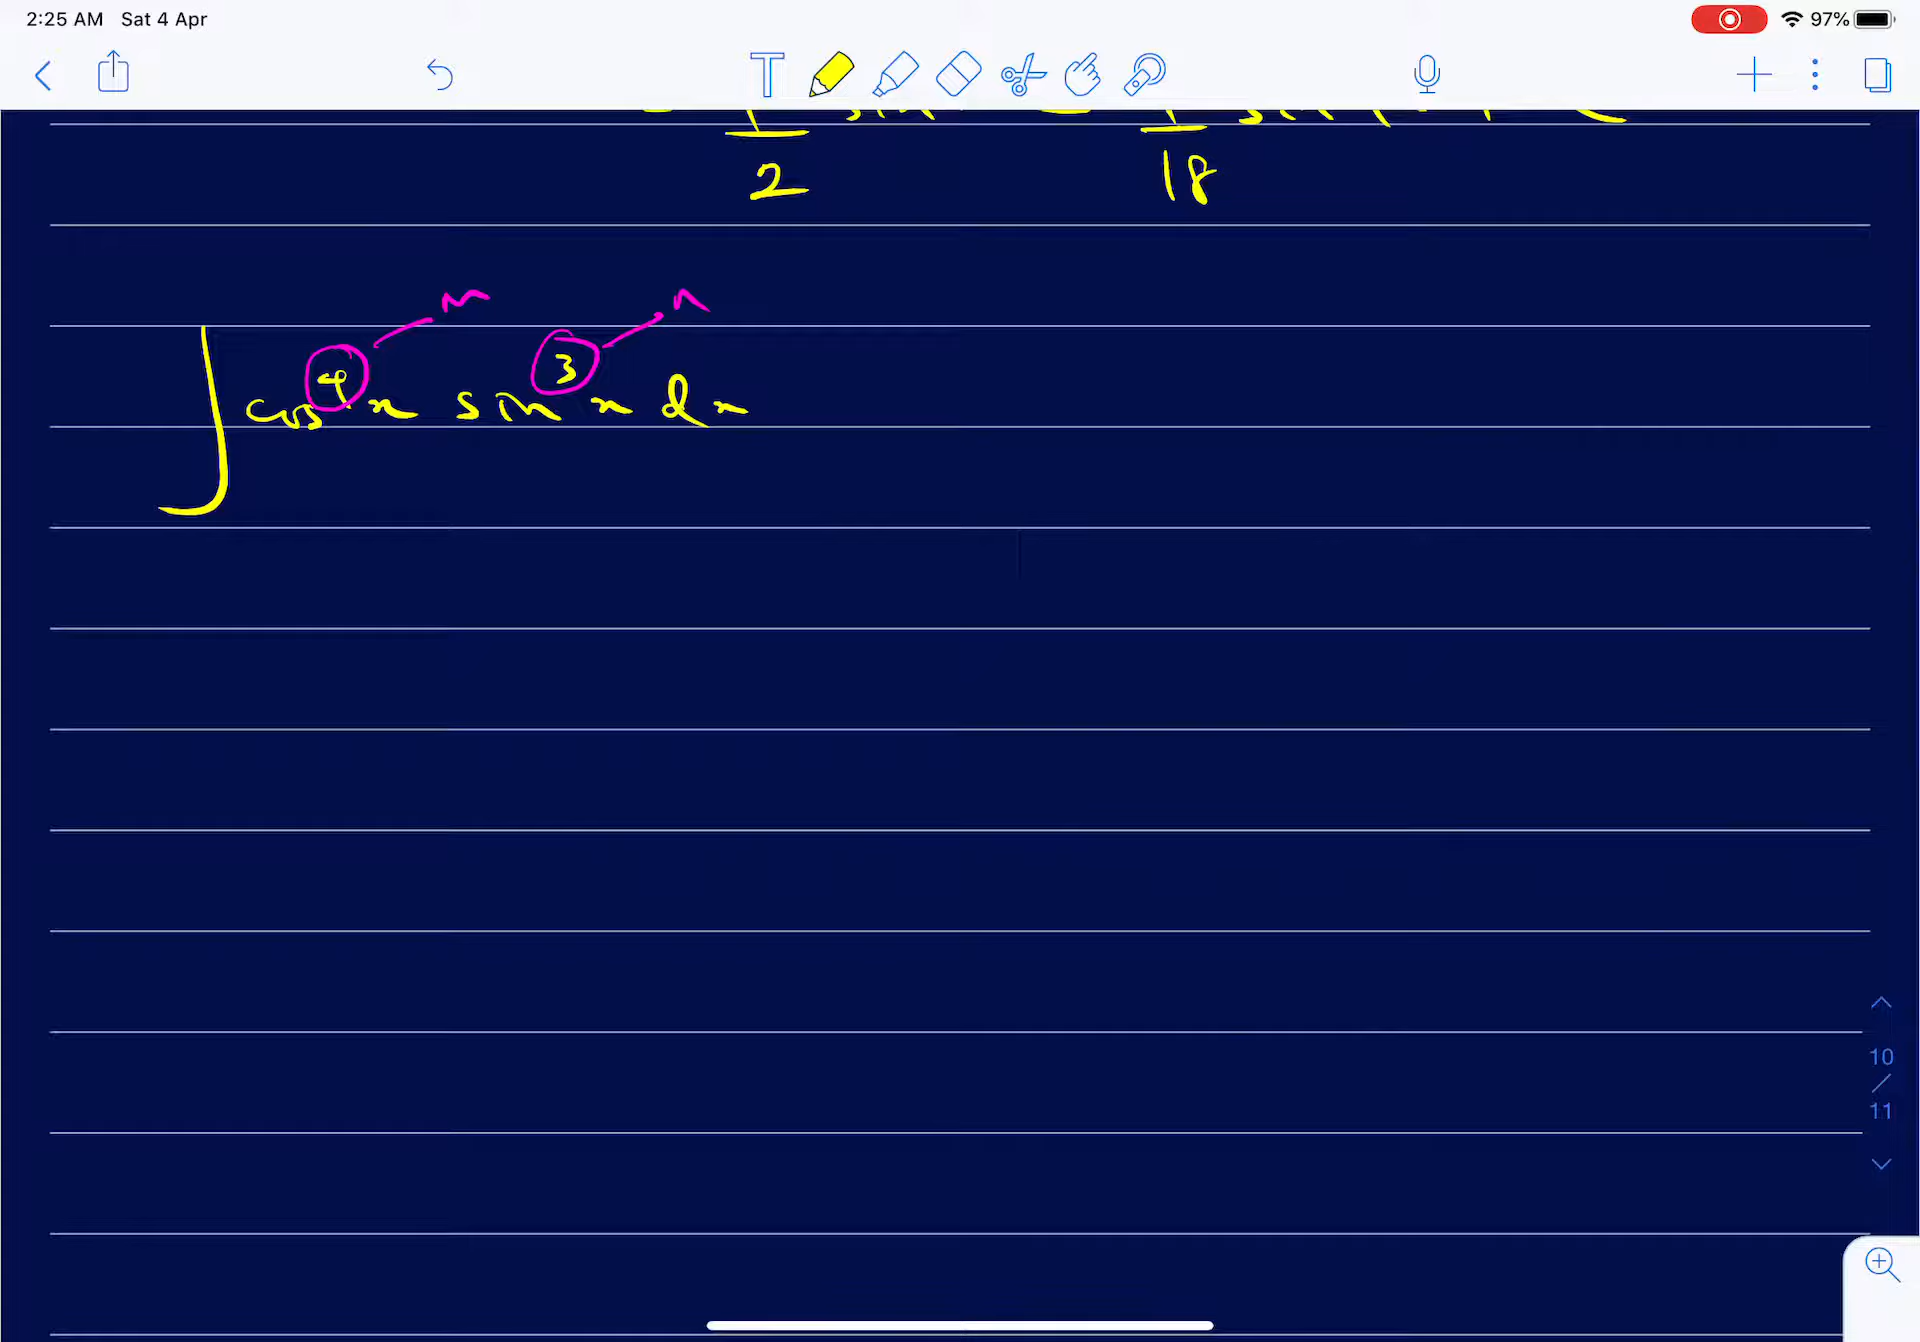 2:25 AM Sat 4 Apr 97%
2 18
m n
∫ cos⁴x sin³x dx
10
/
11